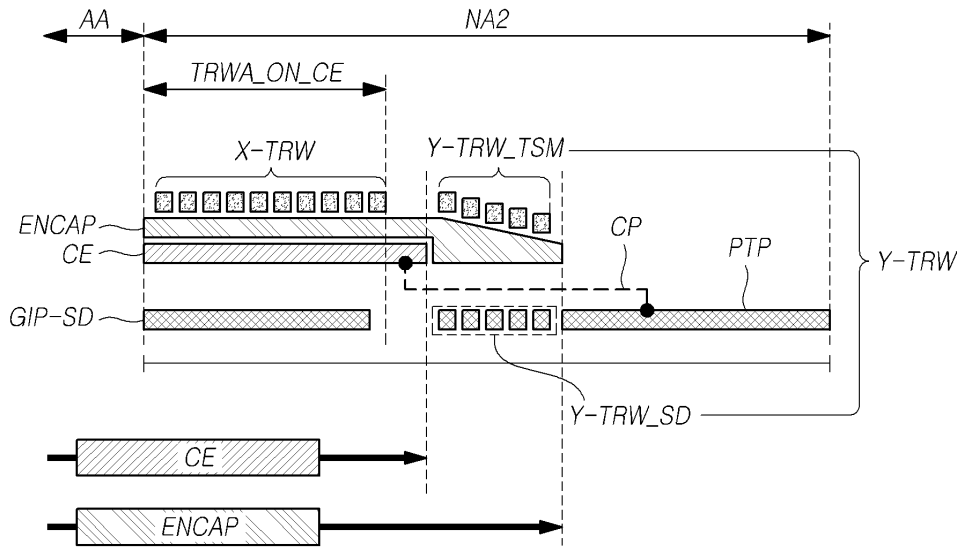 AA
NA2
TRWA_ON_CE
X-TRW
Y-TRW_TSM
ENCAP
CE
CP
PTP
Y-TRW
GIP-SD
Y-TRW_SD
CE
ENCAP